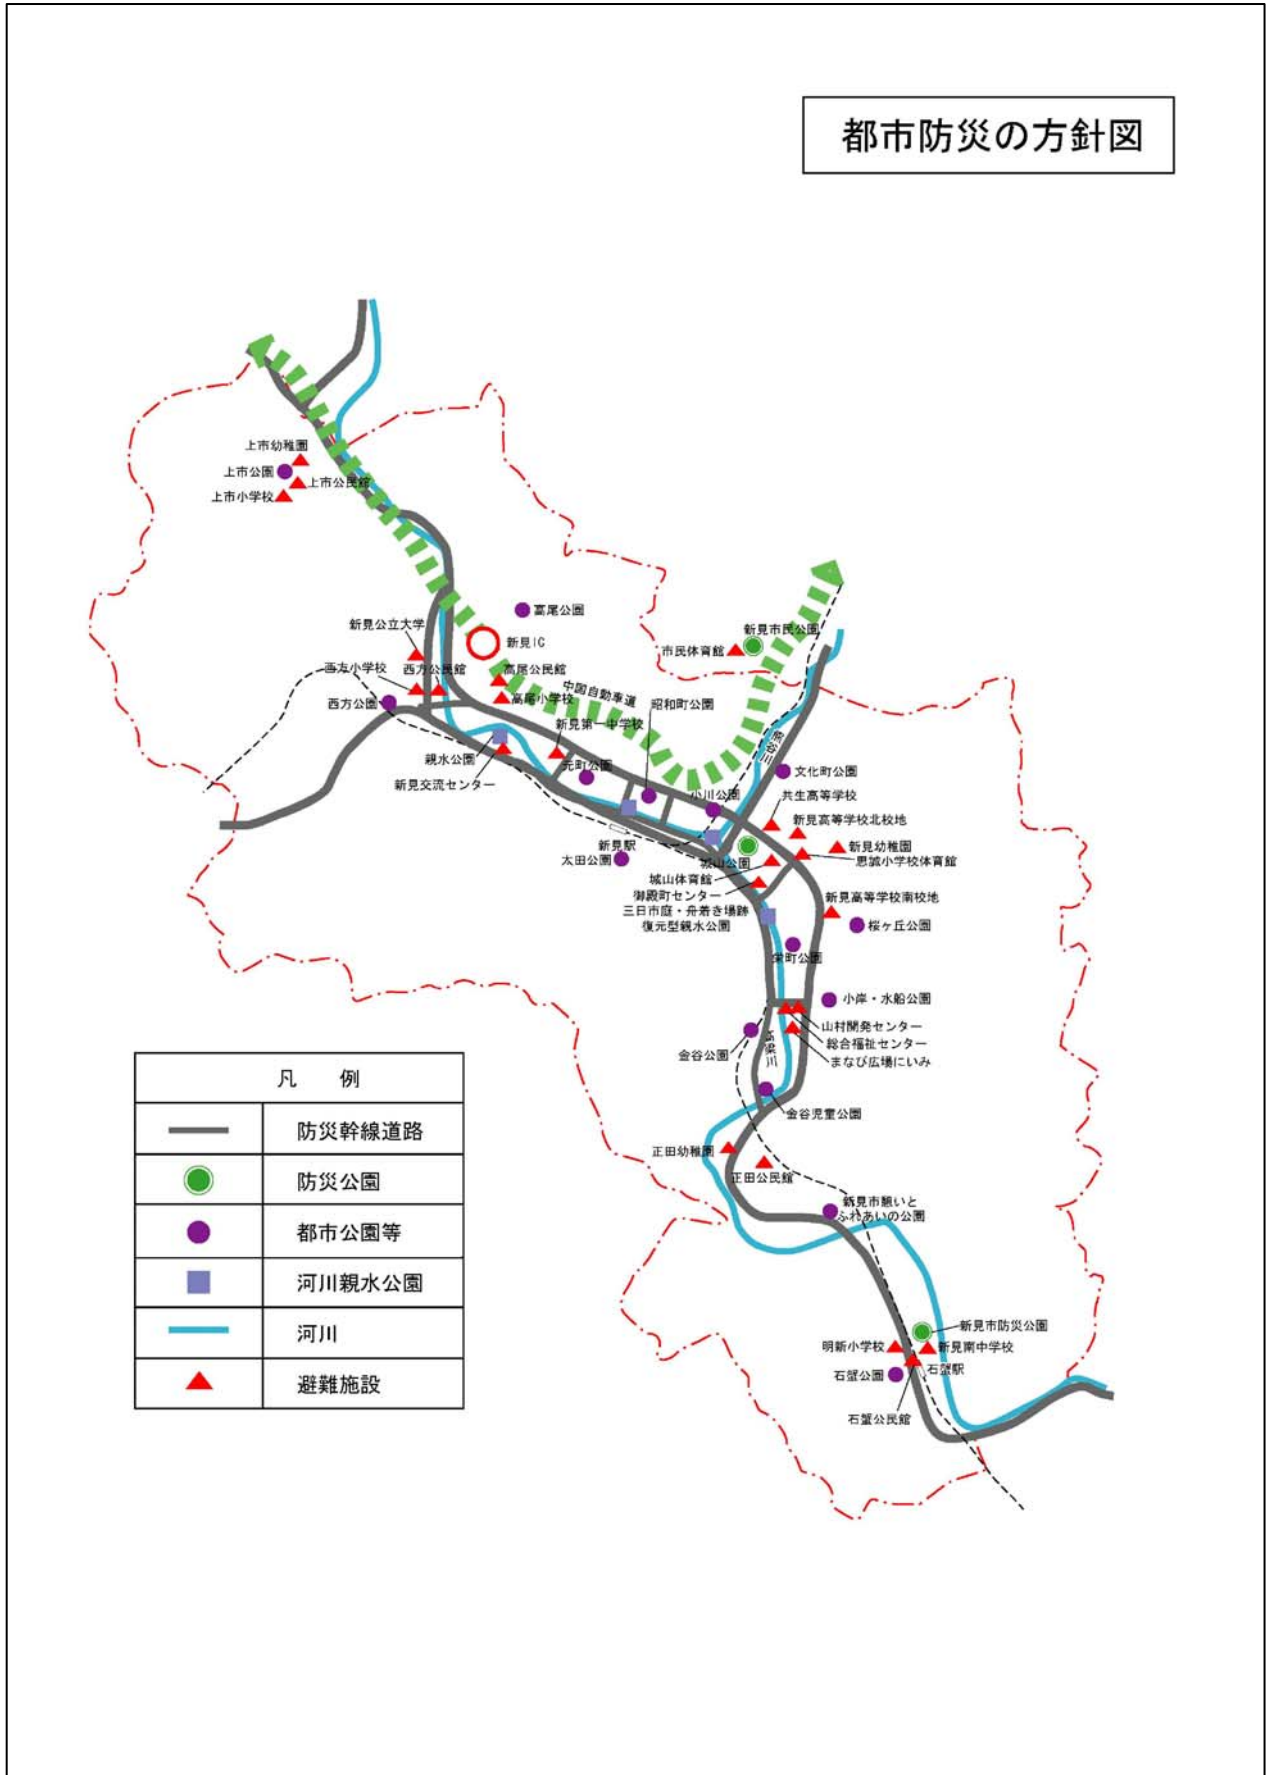 都市防災の方針図
上市幼稚園
上市公園
上市公民館
上市小学校
高尾公園
新見公立大学
新見IC
新見市民公園
市民体育館
西方小学校
西方公民館
高尾公民館
西方公園
高尾小学校
中国自動車道
昭和町公園
新見第一中学校
親水公園
元町公園
新見交流センター
熊谷川
文化町公園
小川公園
共生高等学校
新見高等学校北校地
新見駅
新見幼稚園
太田公園
城山公園
思誠小学校体育館
城山体育館
御殿町センター
新見高等学校南校地
三日市庭・舟着き場跡
復元型親水公園
桜ヶ丘公園
栄町公園
小岸・水船公園
山村開発センター
総合福祉センター
金谷公園
高梁川
まなび広場にいみ
金谷児童公園
正田幼稚園
正田公民館
新見市憩いと
ふれあいの公園
新見市防災公園
明新小学校
新見南中学校
石蟹公園
石蟹駅
石蟹公民館
凡 例
防災幹線道路
防災公園
都市公園等
河川親水公園
河川
避難施設